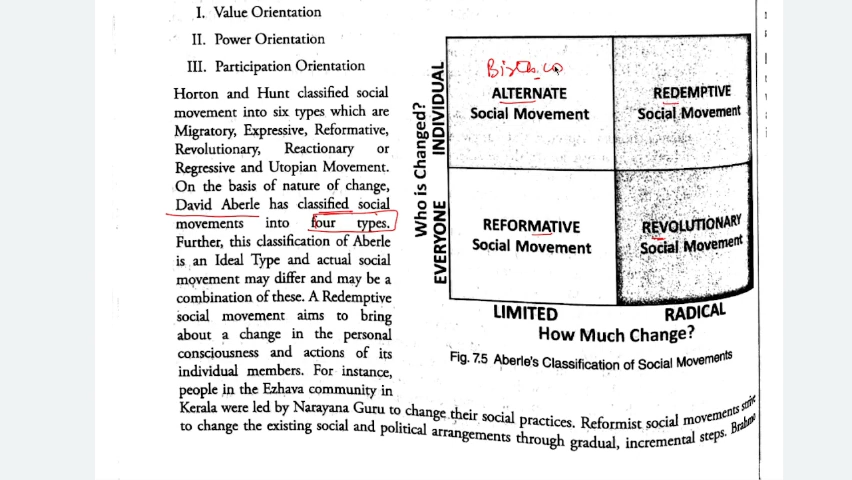 I. Value Orientation
II. Power Orientation
III. Participation Orientation
Horton and Hunt classified social
movement into six types which are
Migratory, Expressive, Reformative,
Revolutionary, Reactionary or
Regressive and Utopian Movement.
On the basis of nature of change,
David Aberle has classified social
movements into four types.
Further, this classification of Aberle
is an Ideal Type and actual social
movement may differ and may be a
combination of these. A Redemptive
social movement aims to bring
about a change in the personal
consciousness and actions of its
individual members. For instance,
people in the Ezhava community in
Kerala were led by Narayana Guru to change their social practices. Reformist social movements strive
to change the existing social and political arrangements through gradual, incremental steps. Brahmo
Who is Changed?
INDIVIDUAL
EVERYONE
ALTERNATE
Social Movement
REDEMPTIVE
Social Movement
REFORMATIVE
Social Movement
REVOLUTIONARY
Social Movement
LIMITED
RADICAL
How Much Change?
Fig. 7.5 Aberle's Classification of Social Movements